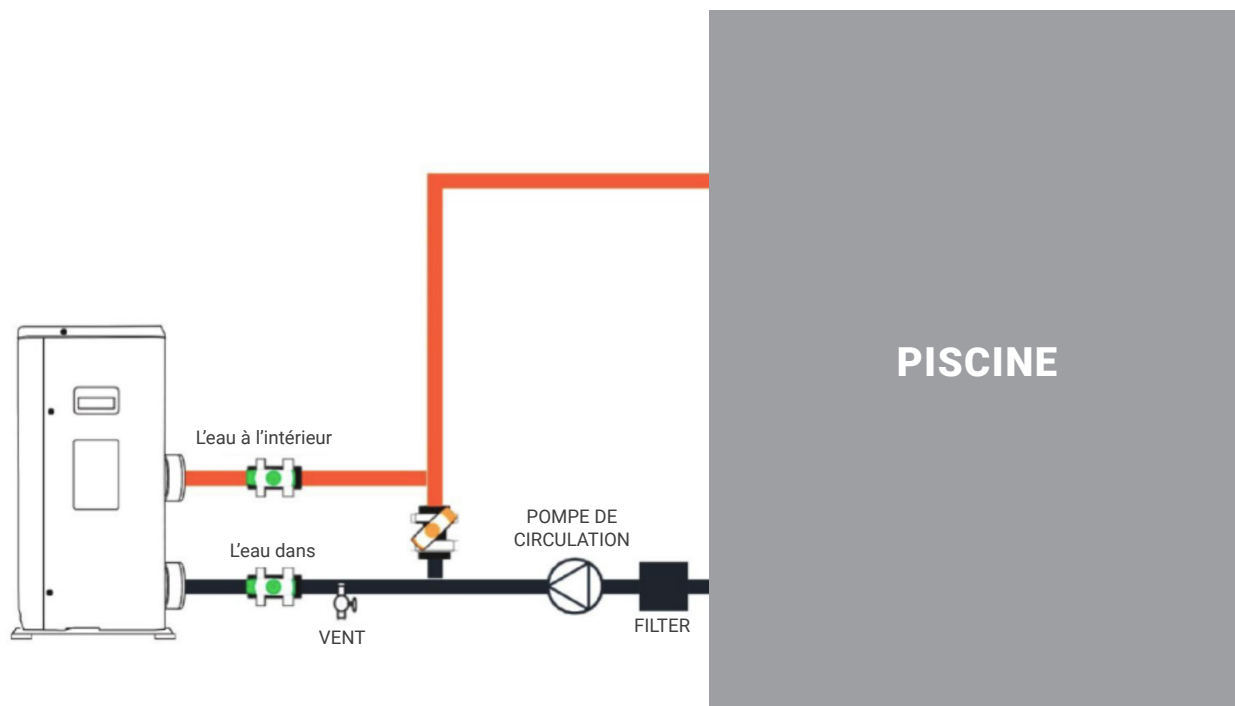 PISCINE
L'eau à l'intérieur
POMPE DE
CIRCULATION
L'eau dans
VENT
FILTER